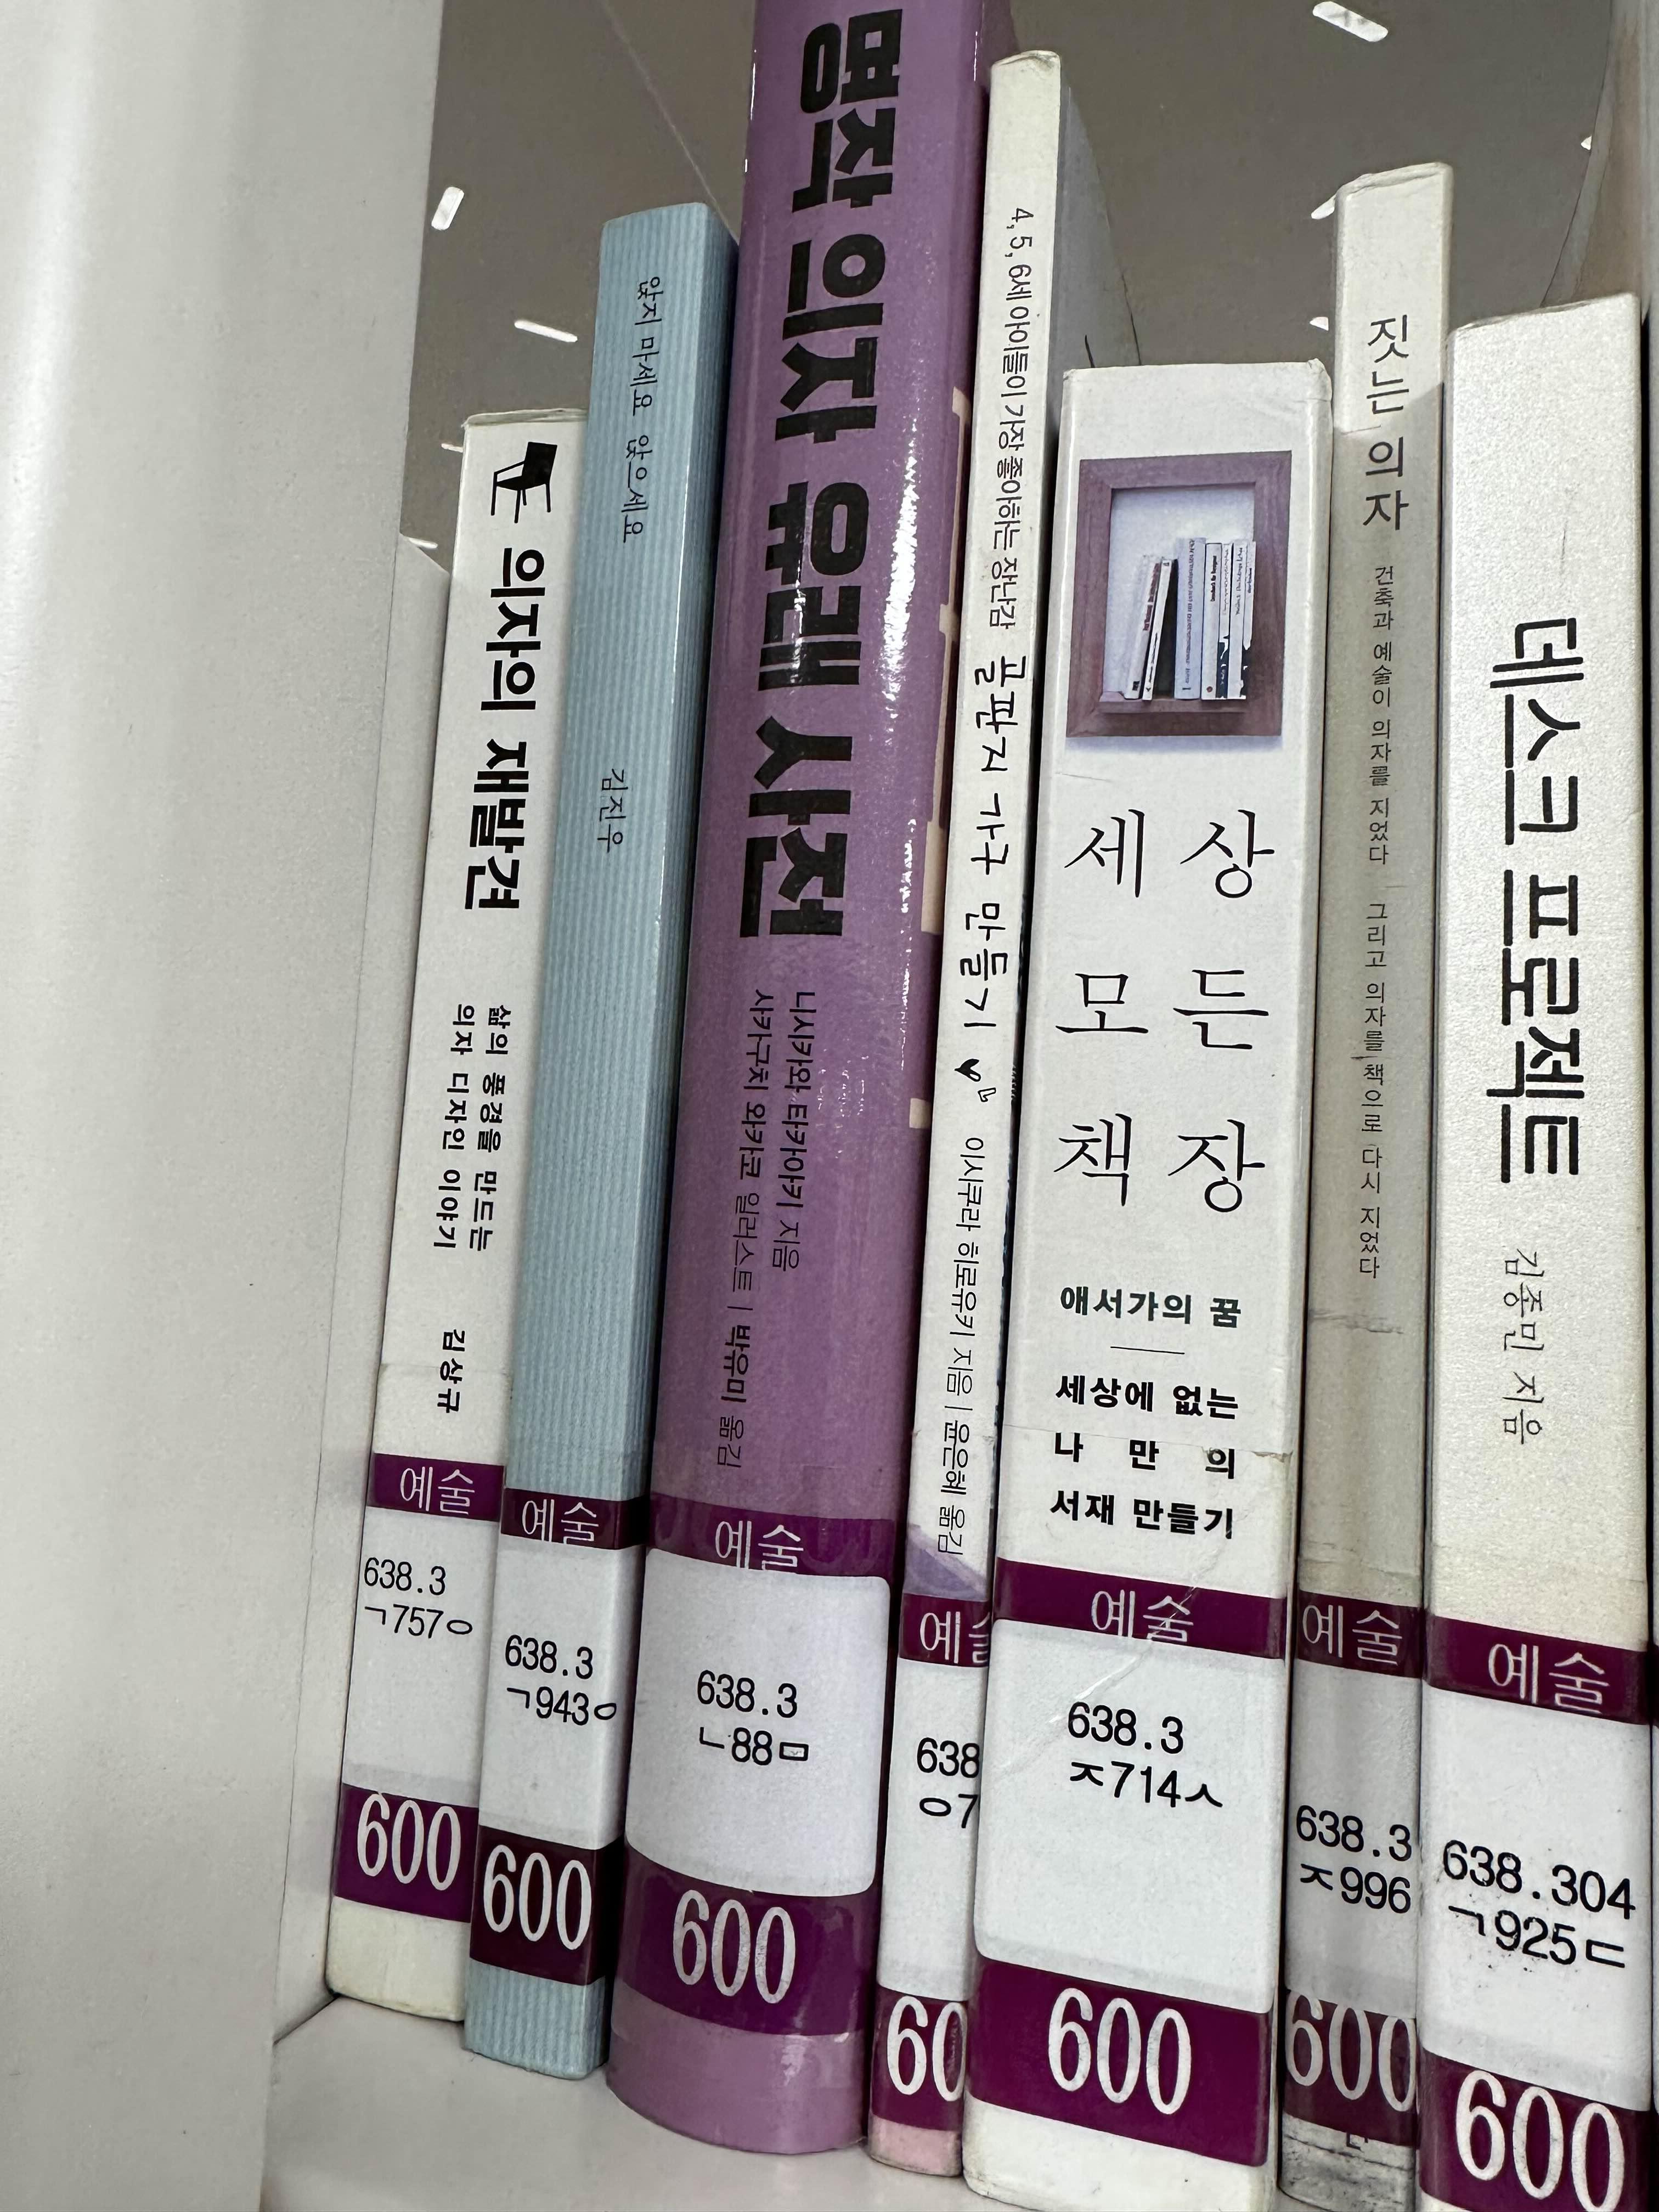 의자의 재발견
삶의 풍경을 만드는
의자 디자인 이야기
김상규
예술
638.3
ㄱ757ㅇ
600
앉지 마세요 앉으세요
김진우
예술
638.3
ㄱ943ㅇ
600
명작 의자 유래 사전
니시카와 타카아키 지음
사카구치 와카코 일러스트 | 박유미 옮김
예술
638.3
ㄴ88ㅁ
600
4, 5, 6세 아이들이 가장 좋아하는 장난감
골판지 가구 만들기
이시쿠라 히로유키 지음 | 윤은혜 옮김
예술
638
ㅇ7
60
세상
모든
책장
애서가의 꿈
세상에 없는
나 만 의
서재 만들기
예술
638.3
ㅈ714ㅅ
600
짓는 의자
건축과 예술이 의자를 지었다 그리고 의자를 책으로 다시 지었다
예술
638.3
ㅈ996
600
데스크 프로젝트
김종민 지음
예술
638.304
ㄱ925ㄷ
600